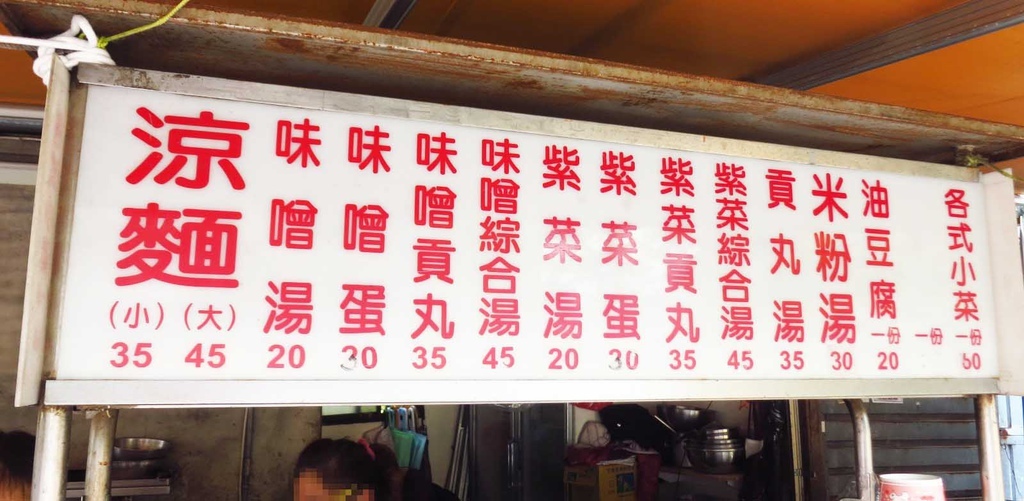 涼麵
(小) 35
(大) 45
味噌湯 20
味噌蛋 30
味噌貢丸 35
味噌綜合湯 45
紫菜湯 20
紫菜蛋 30
紫菜貢丸 35
紫菜綜合湯 45
貢丸湯 35
米粉湯 30
油豆腐 一份 20
一份
各式小菜 一份 60